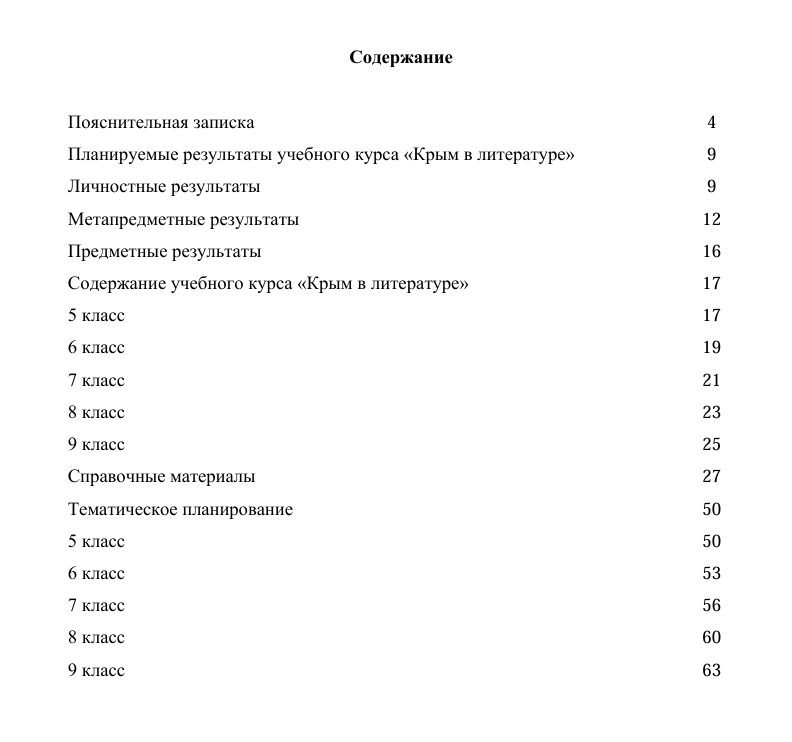 Содержание
Пояснительная записка 4
Планируемые результаты учебного курса «Крым в литературе» 9
Личностные результаты 9
Метапредметные результаты 12
Предметные результаты 16
Содержание учебного курса «Крым в литературе» 17
5 класс 17
6 класс 19
7 класс 21
8 класс 23
9 класс 25
Справочные материалы 27
Тематическое планирование 50
5 класс 50
6 класс 53
7 класс 56
8 класс 60
9 класс 63